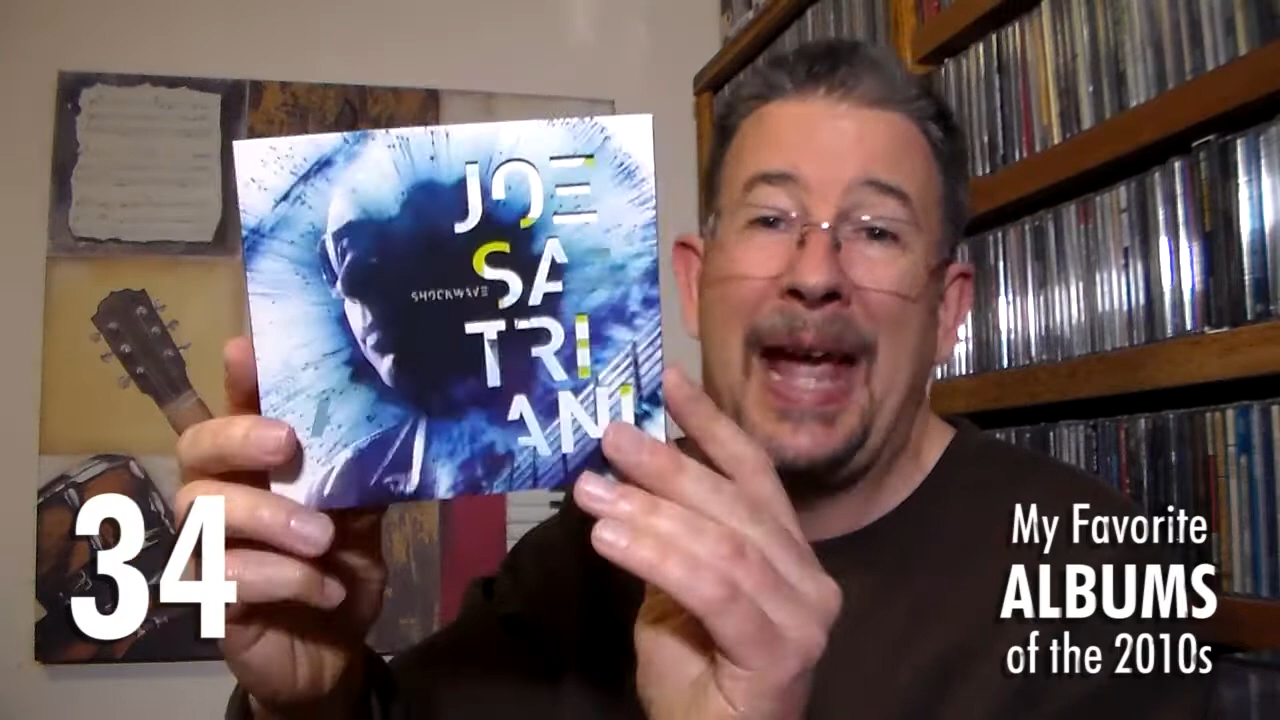 JOE
SA
SHOCKWAVE
TRI
ANI
34
My Favorite
ALBUMS
of the 2010s